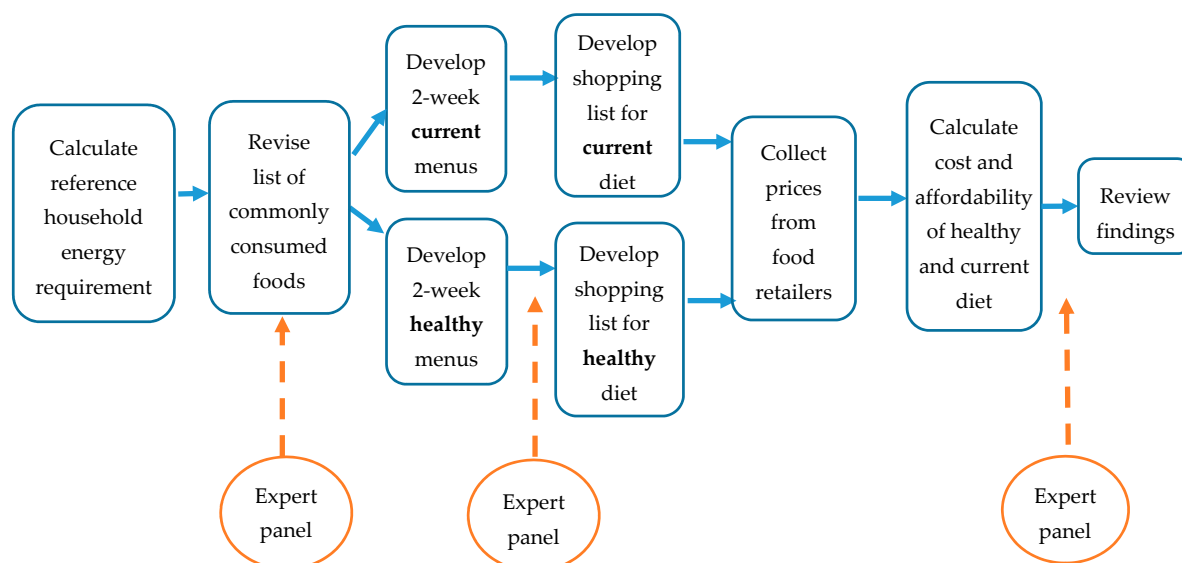 Calculate
reference
household
energy
requirement
Revise
list of
commonly
consumed
foods
Develop
2-week
current
menus
Develop
shopping
list for
current
diet
Develop
2-week
healthy
menus
Develop
shopping
list for
healthy
diet
Collect
prices
from
food
retailers
Calculate
cost and
affordability
of healthy
and current
diet
Review
findings
Expert
panel
Expert
panel
Expert
panel